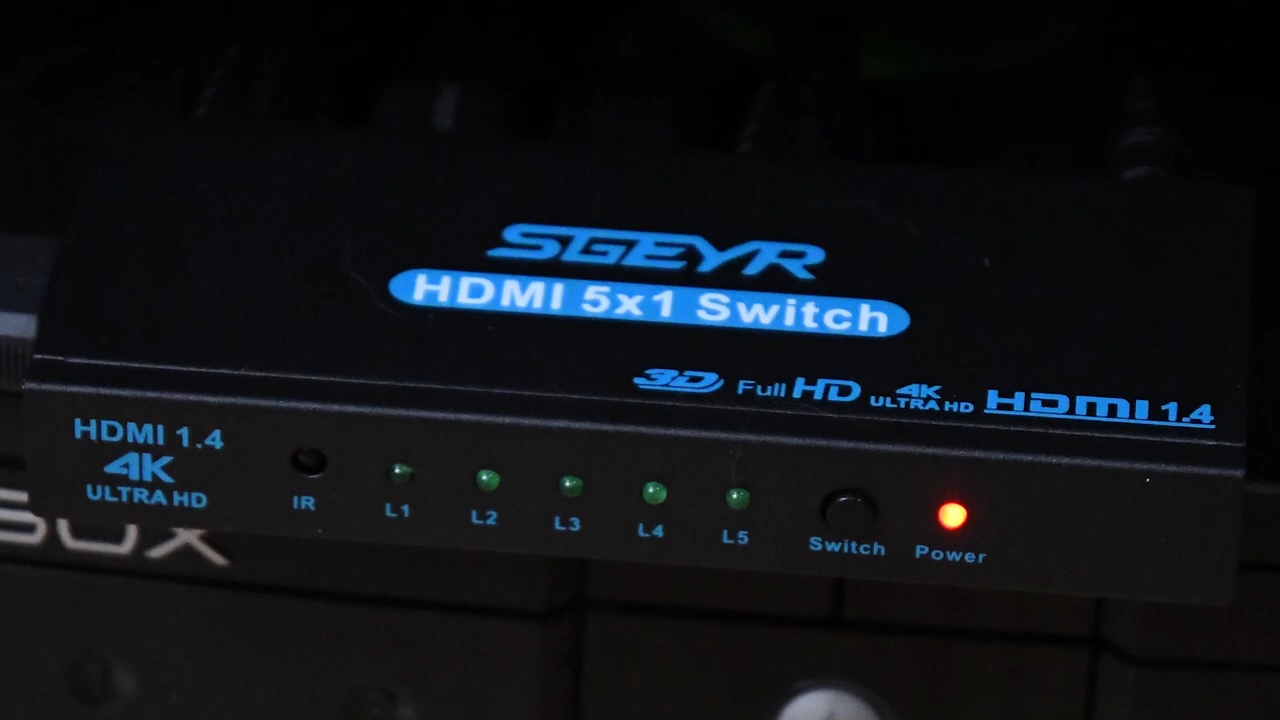 SGEYR
HDMI 5x1 Switch
3D Full HD 4K ULTRA HD HDMI 1.4
HDMI 1.4
4K
ULTRA HD
IR L1 L2 L3 L4 L5 Switch Power